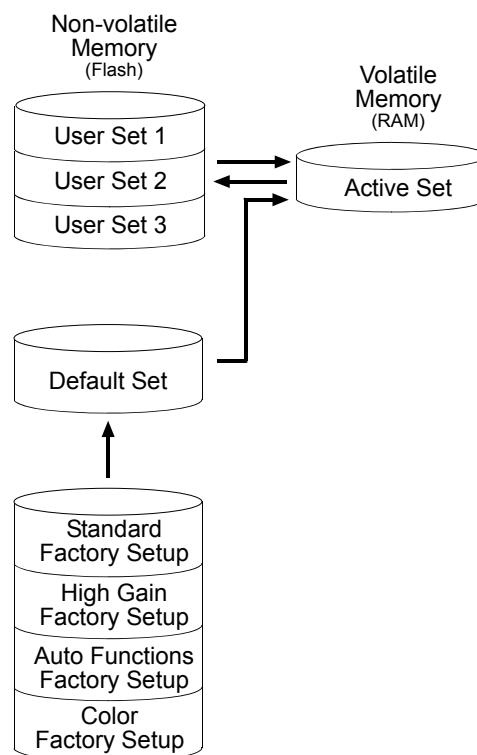 Non-volatile
Memory
(Flash)
User Set 1
User Set 2
User Set 3
Volatile
Memory
(RAM)
Active Set
Default Set
Standard
Factory Setup
High Gain
Factory Setup
Auto Functions
Factory Setup
Color
Factory Setup